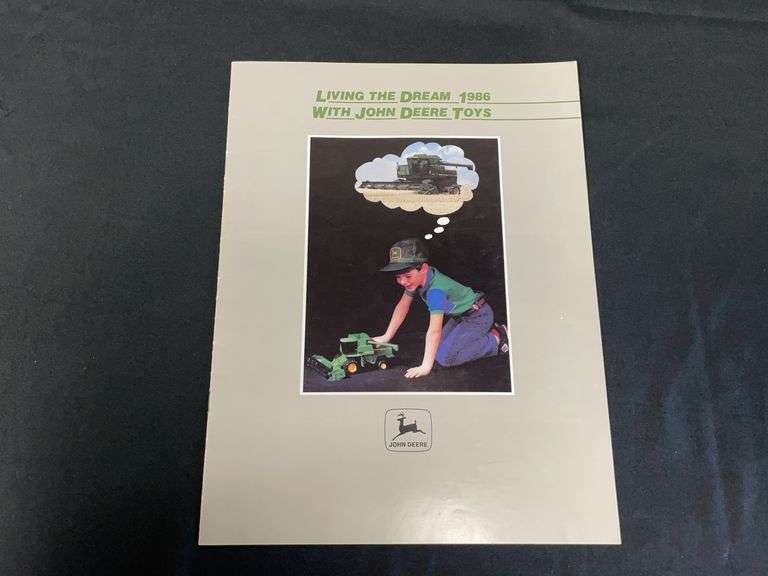 LIVING THE DREAM 1986
WITH JOHN DEERE TOYS
JOHN DEERE